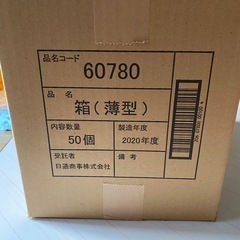 品名コード
60780
品名
箱(薄型)
内容数量
製造年度
50個
2020年度
受託者
備考
日通商事株式会社